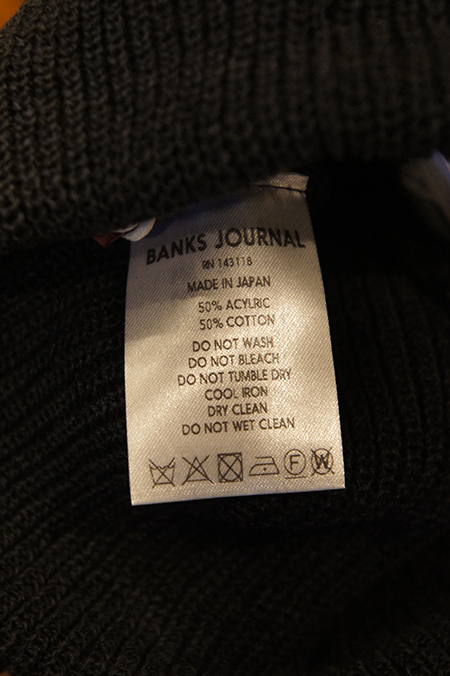 BANKS JOURNAL
RN 143118
MADE IN JAPAN
50% ACYLRIC
50% COTTON
DO NOT WASH
DO NOT BLEACH
DO NOT TUMBLE DRY
COOL IRON
DRY CLEAN
DO NOT WET CLEAN
F W